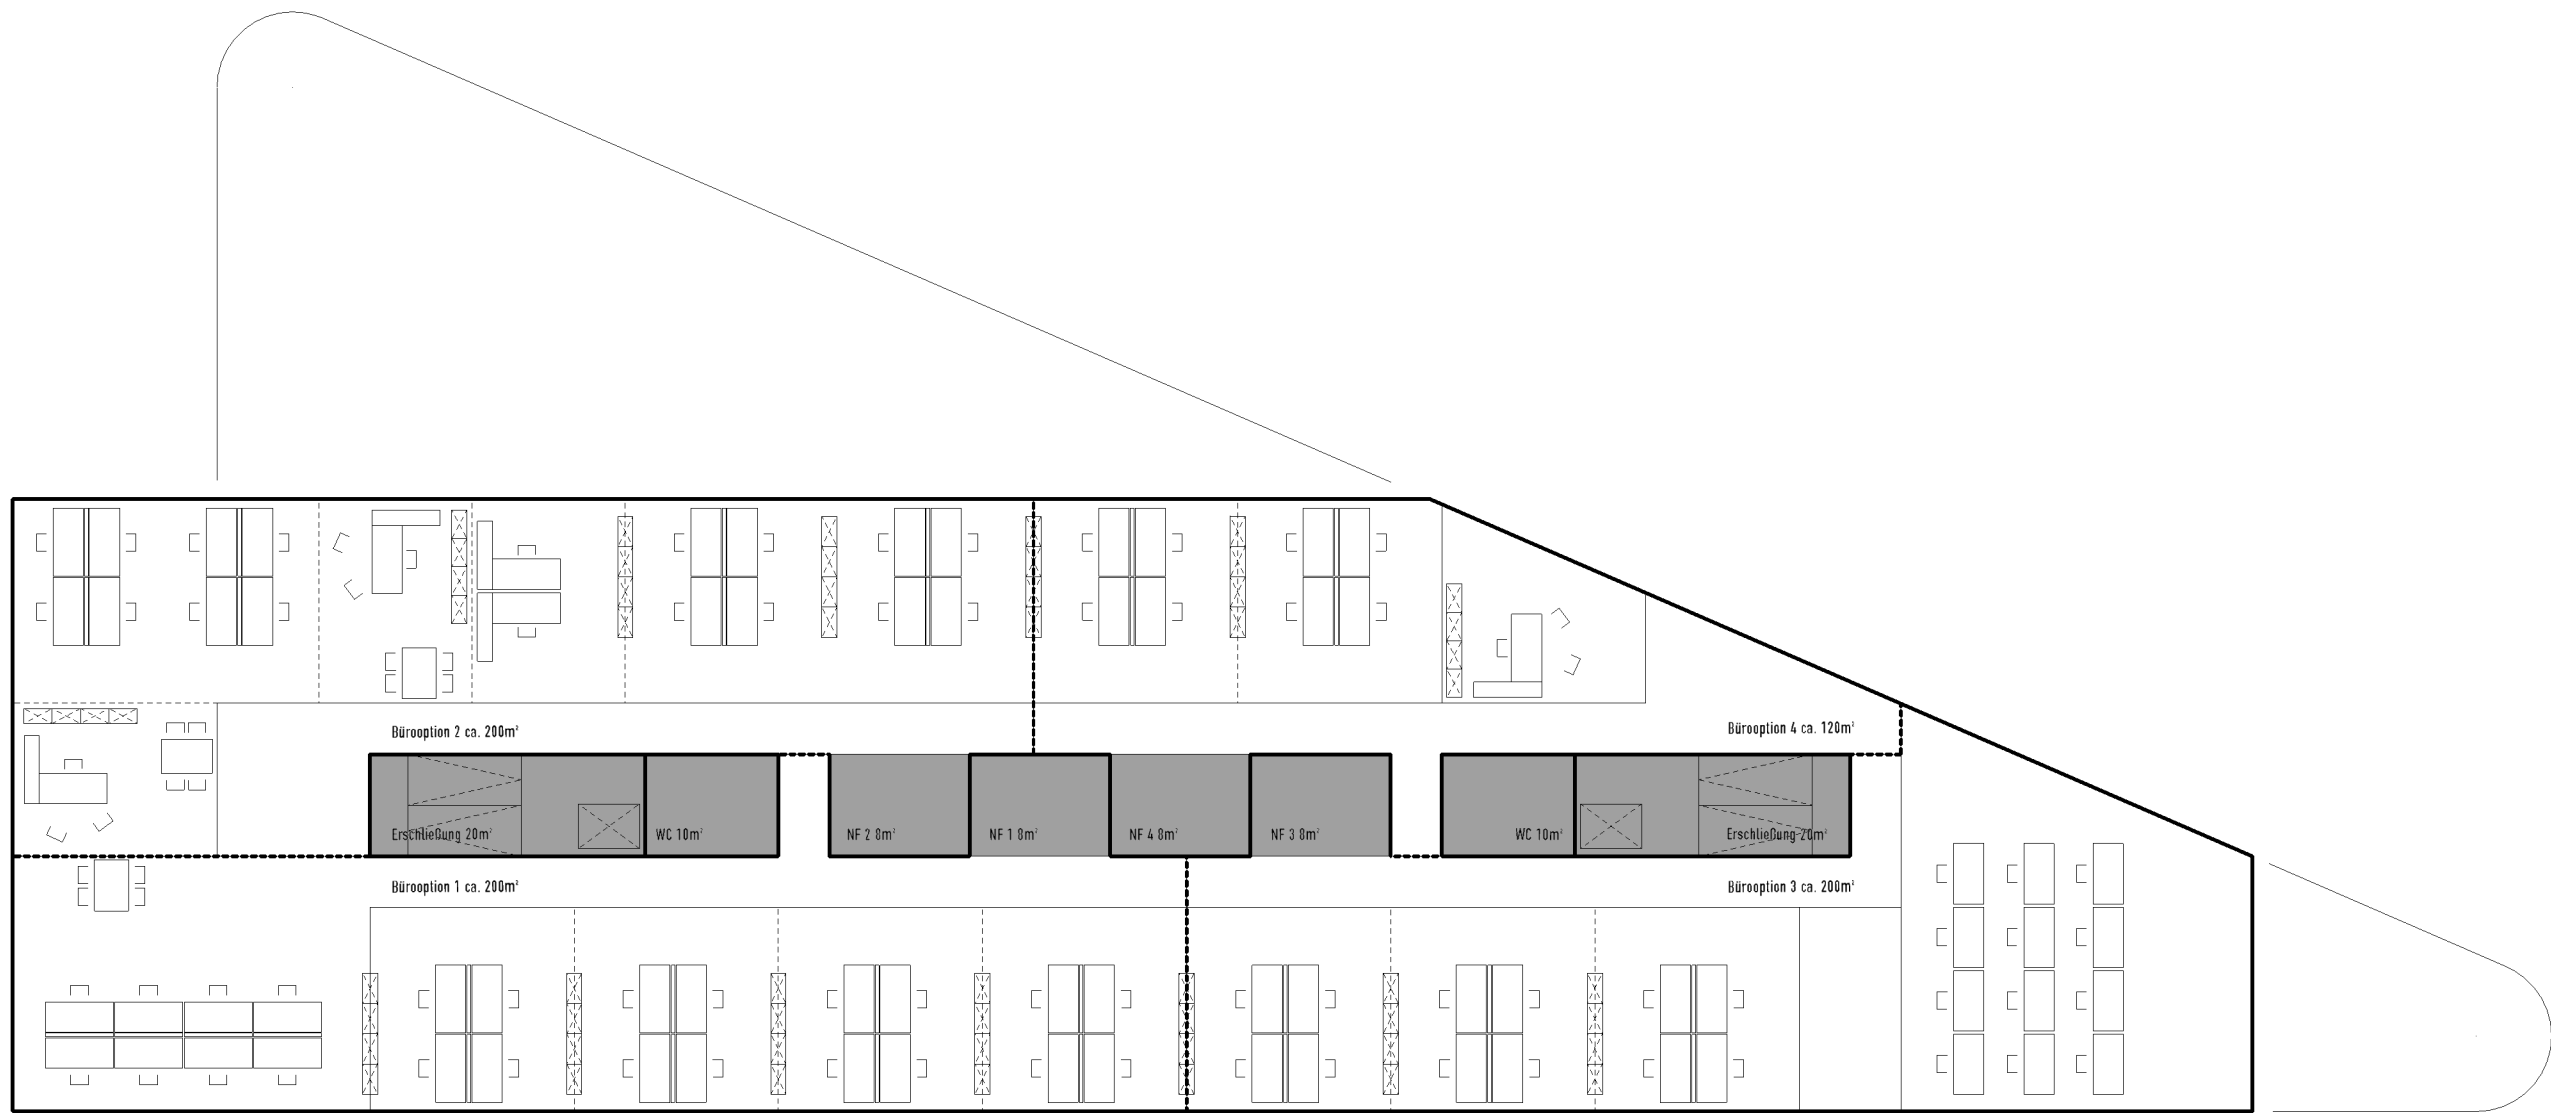 Bürooption 2 ca. 200m²
Bürooption 4 ca. 120m²
Erschließung 20m²
WC 10m²
NF 2 8m²
NF 1 8m²
NF 4 8m²
NF 3 8m²
WC 10m²
Erschließung 20m²
Bürooption 1 ca. 200m²
Bürooption 3 ca. 200m²